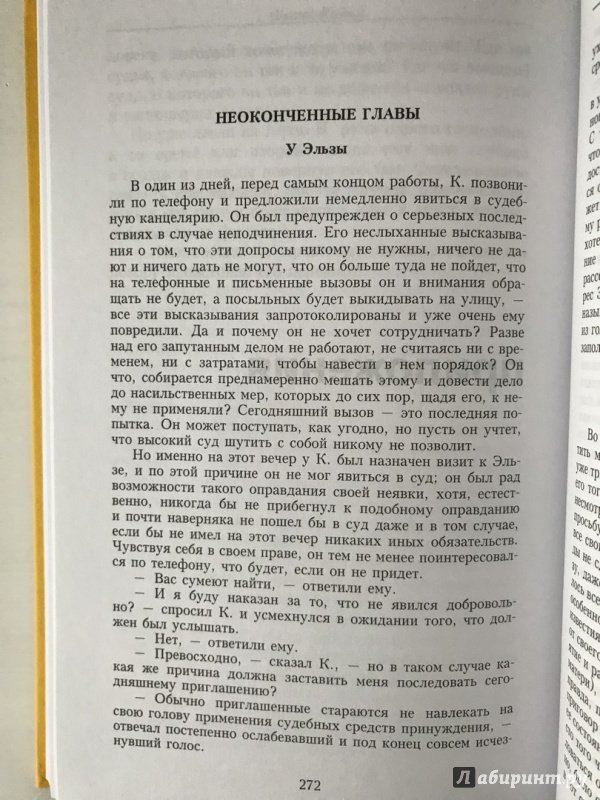 НЕОКОНЧЕННЫЕ ГЛАВЫ
У Эльзы
В один из дней, перед самым концом работы, К. позвони-
ли по телефону и предложили немедленно явиться в судеб-
ную канцелярию. Он был предупрежден о серьезных послед-
ствиях в случае неподчинения. Его неслыханные высказыва-
ния о том, что эти допросы никому не нужны, ничего не да-
ют и ничего дать не могут, что он больше туда не пойдет, что
на телефонные и письменные вызовы он и внимания обра-
щать не будет, а посыльных будет выкидывать на улицу, —
все эти высказывания запротоколированы и уже очень ему
повредили. Да и почему он не хочет сотрудничать? Разве
над его запутанным делом не работают, не считаясь ни с вре-
менем, ни с затратами, чтобы навести в нем порядок? Он
что, собирается преднамеренно мешать этому и довести дело
до насильственных мер, которых до сих пор, щадя его, к не-
му не применяли? Сегодняшний вызов — это последняя по-
пытка. Он может поступать, как угодно, но пусть он учтет,
что высокий суд шутить с собой никому не позволит.
Но именно на этот вечер у К. был назначен визит к Эль-
зе, и по этой причине он не мог явиться в суд; он был рад
возможности такого оправдания своей неявки, хотя, естест-
венно, никогда бы не прибегнул к подобному оправданию
и почти наверняка не пошел бы в суд даже и в том случае,
если бы не имел на этот вечер никаких иных обязательств.
Чувствуя себя в своем праве, он тем не менее поинтересовал-
ся по телефону, что будет, если он не придет.
— Вас сумеют найти, — ответили ему.
— И я буду наказан за то, что не явился доброволь-
но? — спросил К. и усмехнулся в ожидании того, что дол-
жен был услышать.
— Нет, — ответили ему.
— Превосходно, — сказал К., — но в таком случае ка-
кая же причина должна заставить меня последовать сего-
дняшнему приглашению?
— Обычно приглашенные стараются не навлекать на
свою голову применения судебных средств принуждения, —
отвечал постепенно ослабевавший и под конец совсем исчез-
нувший голос.
272
Лабиринт.ру